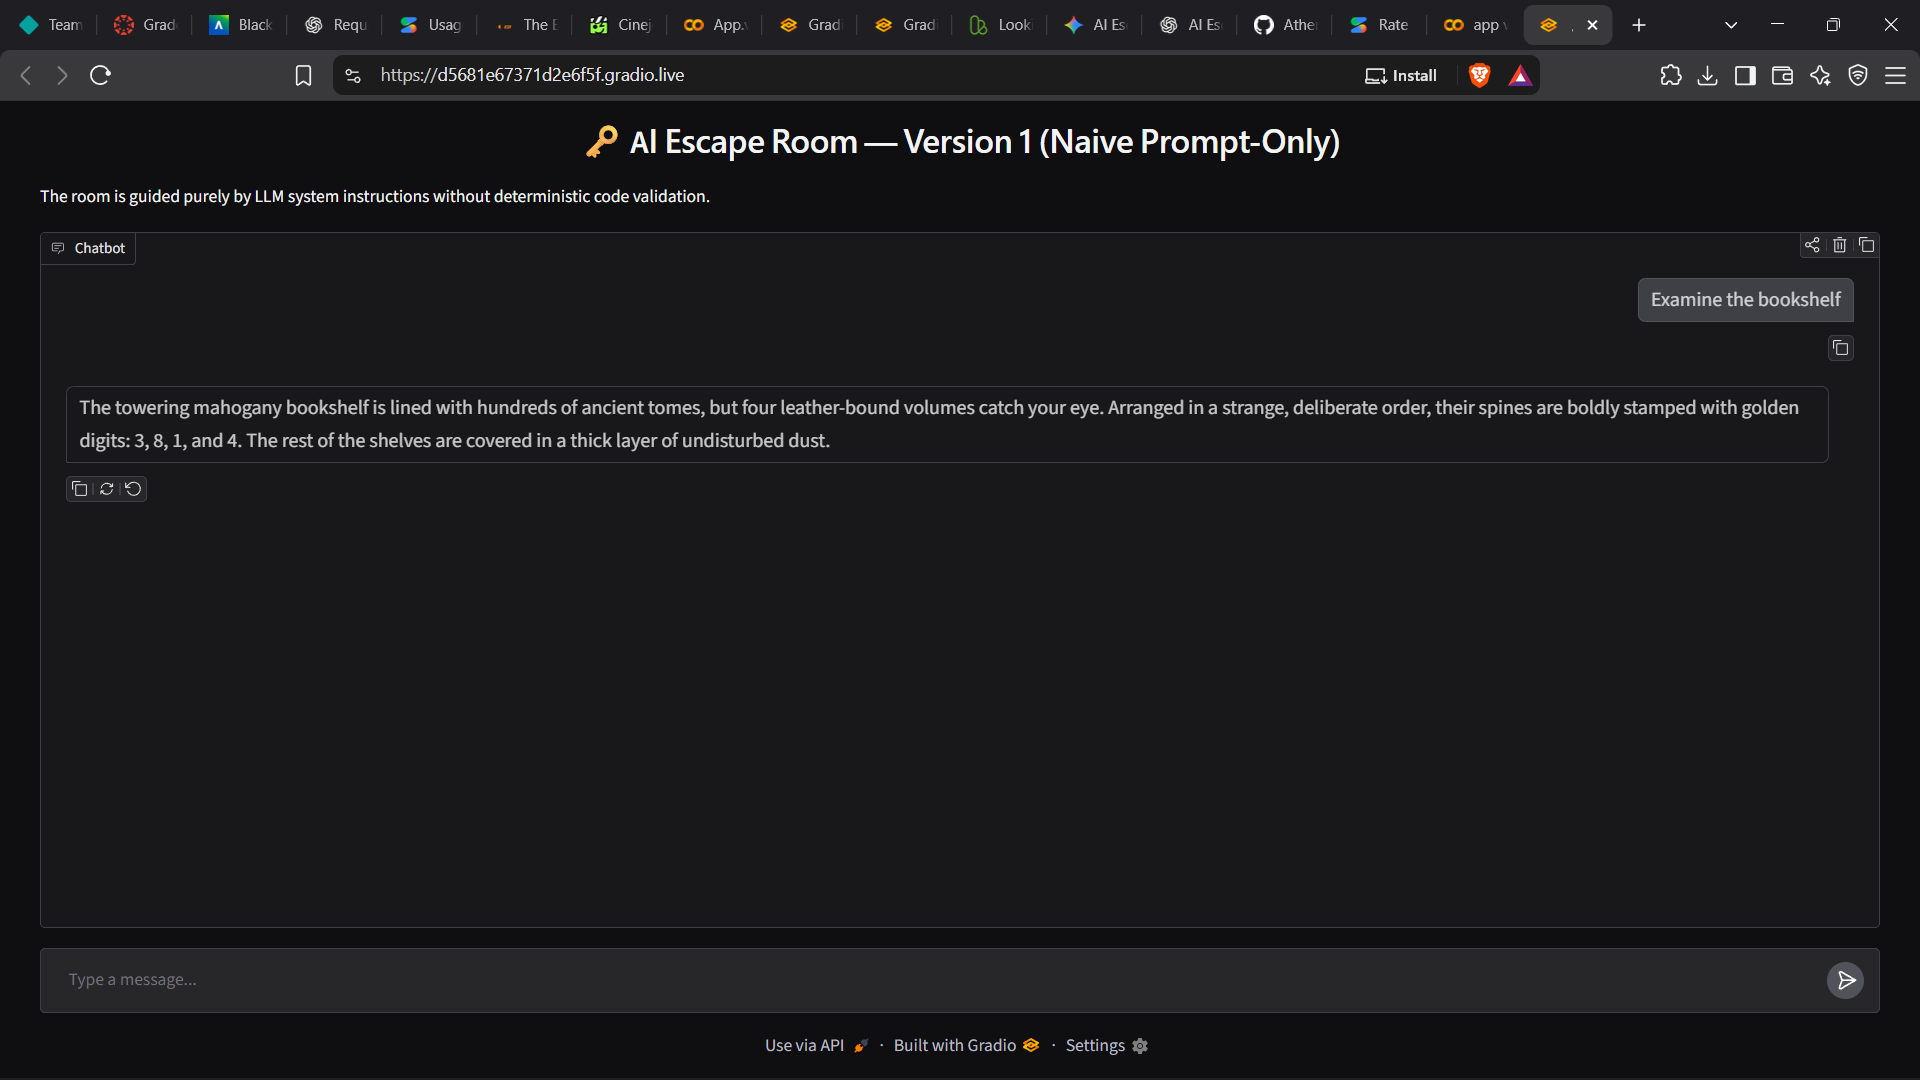 Team
Grad
Black
Requ
Usag
The E
Cinej
App.
Gradi
Gradi
Looki
AI Es
AI Es
Athe
Rate
app v
https://d5681e67371d2e6f5f.gradio.live
Install
🔑 AI Escape Room — Version 1 (Naive Prompt-Only)
The room is guided purely by LLM system instructions without deterministic code validation.
Chatbot
Examine the bookshelf
The towering mahogany bookshelf is lined with hundreds of ancient tomes, but four leather-bound volumes catch your eye. Arranged in a strange, deliberate order, their spines are boldly stamped with golden
digits: 3, 8, 1, and 4. The rest of the shelves are covered in a thick layer of undisturbed dust.
Type a message...
Use via API 🚀 · Built with Gradio · Settings